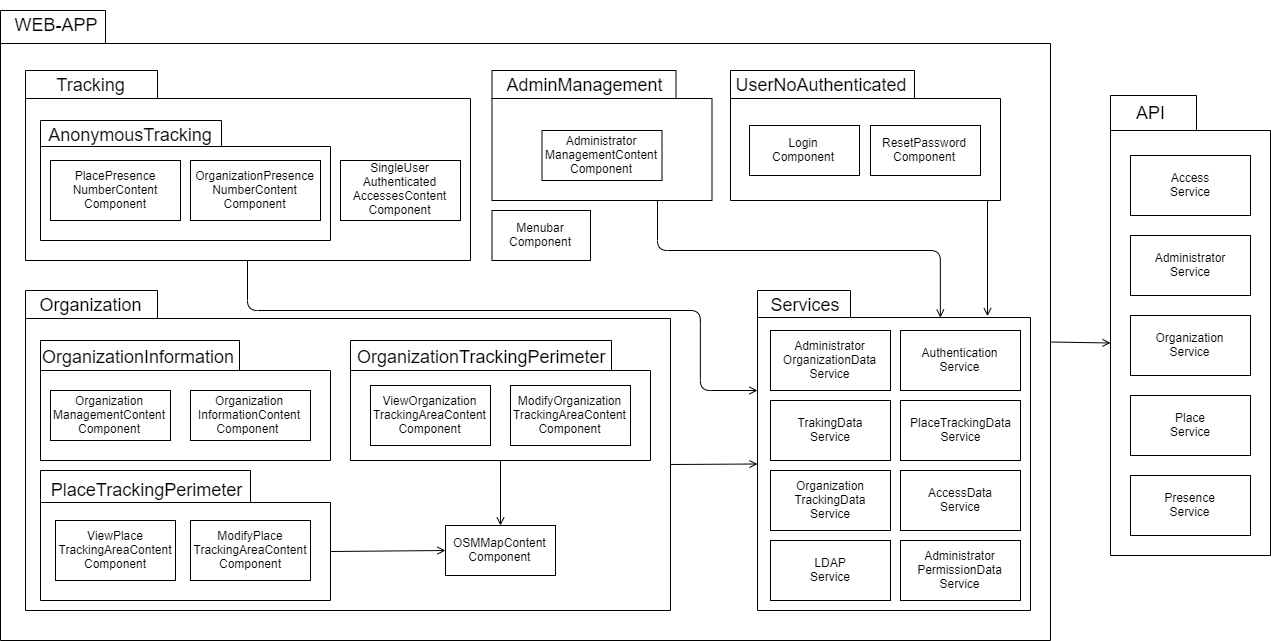 WEB-APP
Tracking
AnonymousTracking
PlacePresence
NumberContent
Component
OrganizationPresence
NumberContent
Component
SingleUser
Authenticated
AccessesContent
Component
AdminManagement
Administrator
ManagementContent
Component
Menubar
Component
UserNoAuthenticated
Login
Component
ResetPassword
Component
Organization
OrganizationInformation
Organization
ManagementContent
Component
Organization
InformationContent
Component
OrganizationTrackingPerimeter
ViewOrganization
TrackingAreaContent
Component
ModifyOrganization
TrackingAreaContent
Component
PlaceTrackingPerimeter
ViewPlace
TrackingAreaContent
Component
ModifyPlace
TrackingAreaContent
Component
OSMMapContent
Component
Services
Administrator
OrganizationData
Service
Authentication
Service
TrakingData
Service
PlaceTrackingData
Service
Organization
TrackingData
Service
AccessData
Service
LDAP
Service
Administrator
PermissionData
Service
API
Access
Service
Administrator
Service
Organization
Service
Place
Service
Presence
Service